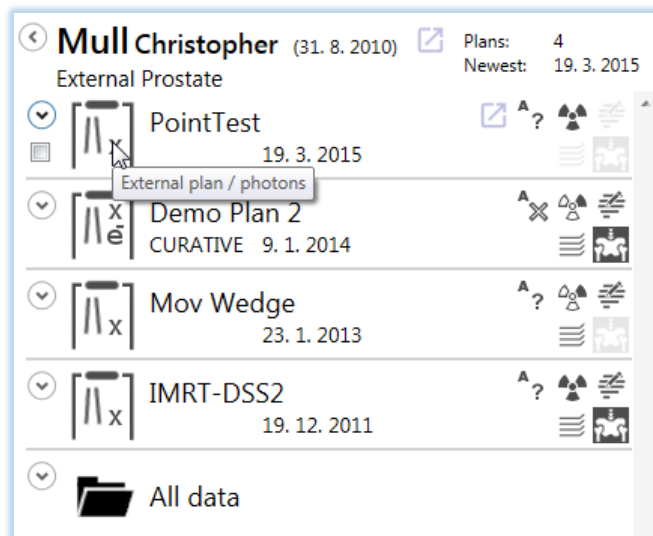 Mull Christopher (31. 8. 2010) Plans: 4
External Prostate Newest: 19. 3. 2015
PointTest A?
x 19. 3. 2015
External plan / photons
x Demo Plan 2 A
e̅ CURATIVE 9. 1. 2014
Mov Wedge A?
x 23. 1. 2013
IMRT-DSS2 A?
x 19. 12. 2011
All data